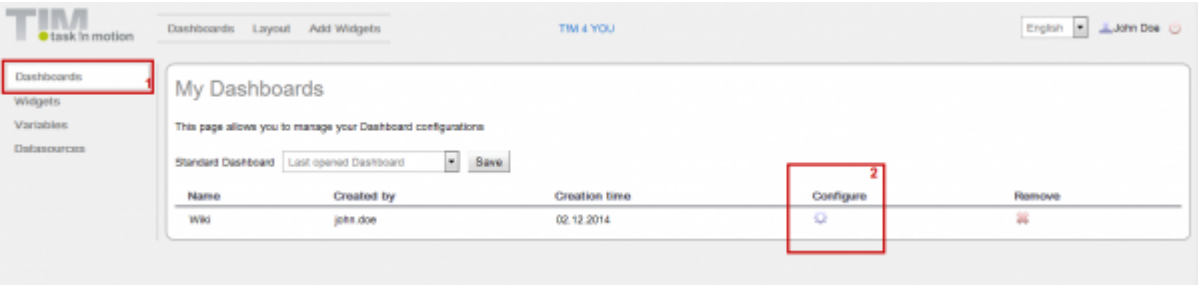 TIM Dashboards Layout Add Widgets TIM 4 YOU English John Doe
task !n motion
Dashboards 1
Widgets
Variables
Datasources
My Dashboards
This page allows you to manage your Dashboard configurations
Standard Dashboard Last opened Dashboard Save
2
Name Created by Creation time Configure Remove
Wiki john.doe 02.12.2014